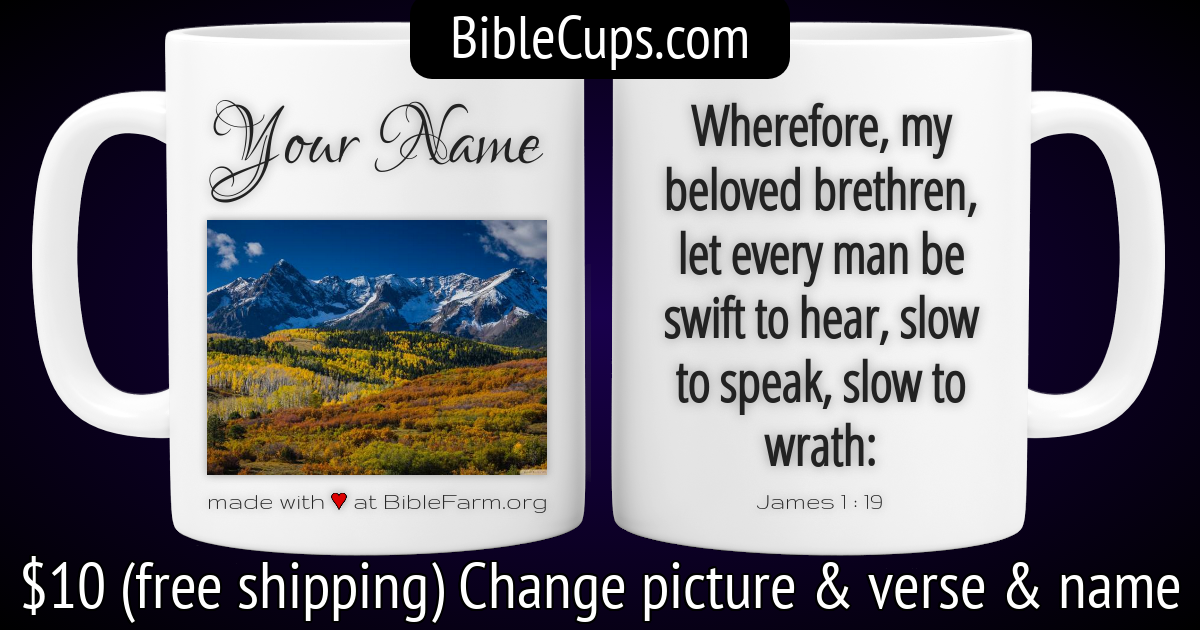 BibleCups.com
Your Name
made with ♥ at BibleFarm.org
Wherefore, my
beloved brethren,
let every man be
swift to hear, slow
to speak, slow to
wrath:
James 1 : 19
$10 (free shipping) Change picture & verse & name